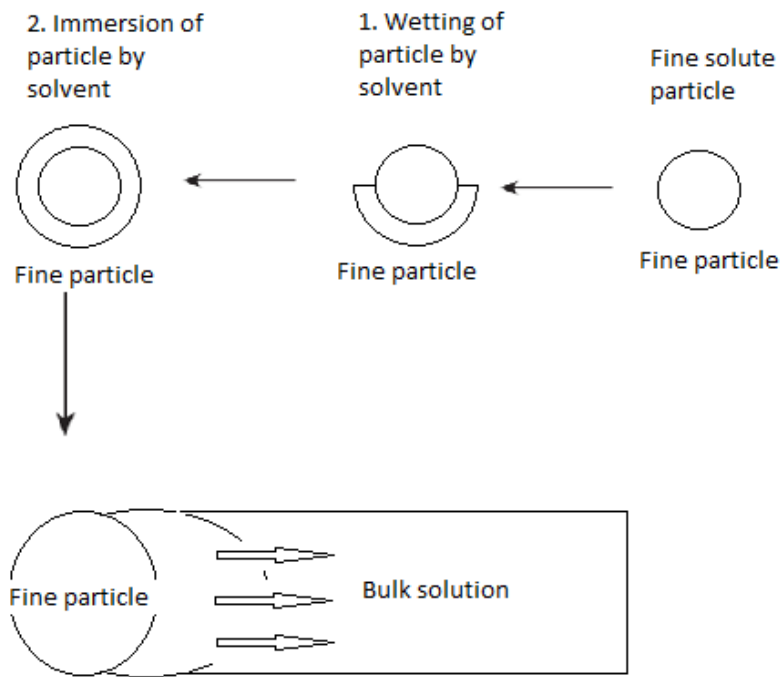 2. Immersion of
particle by
solvent
1. Wetting of
particle by
solvent
Fine solute
particle
Fine particle
Fine particle
Fine particle
Fine particle
Bulk solution